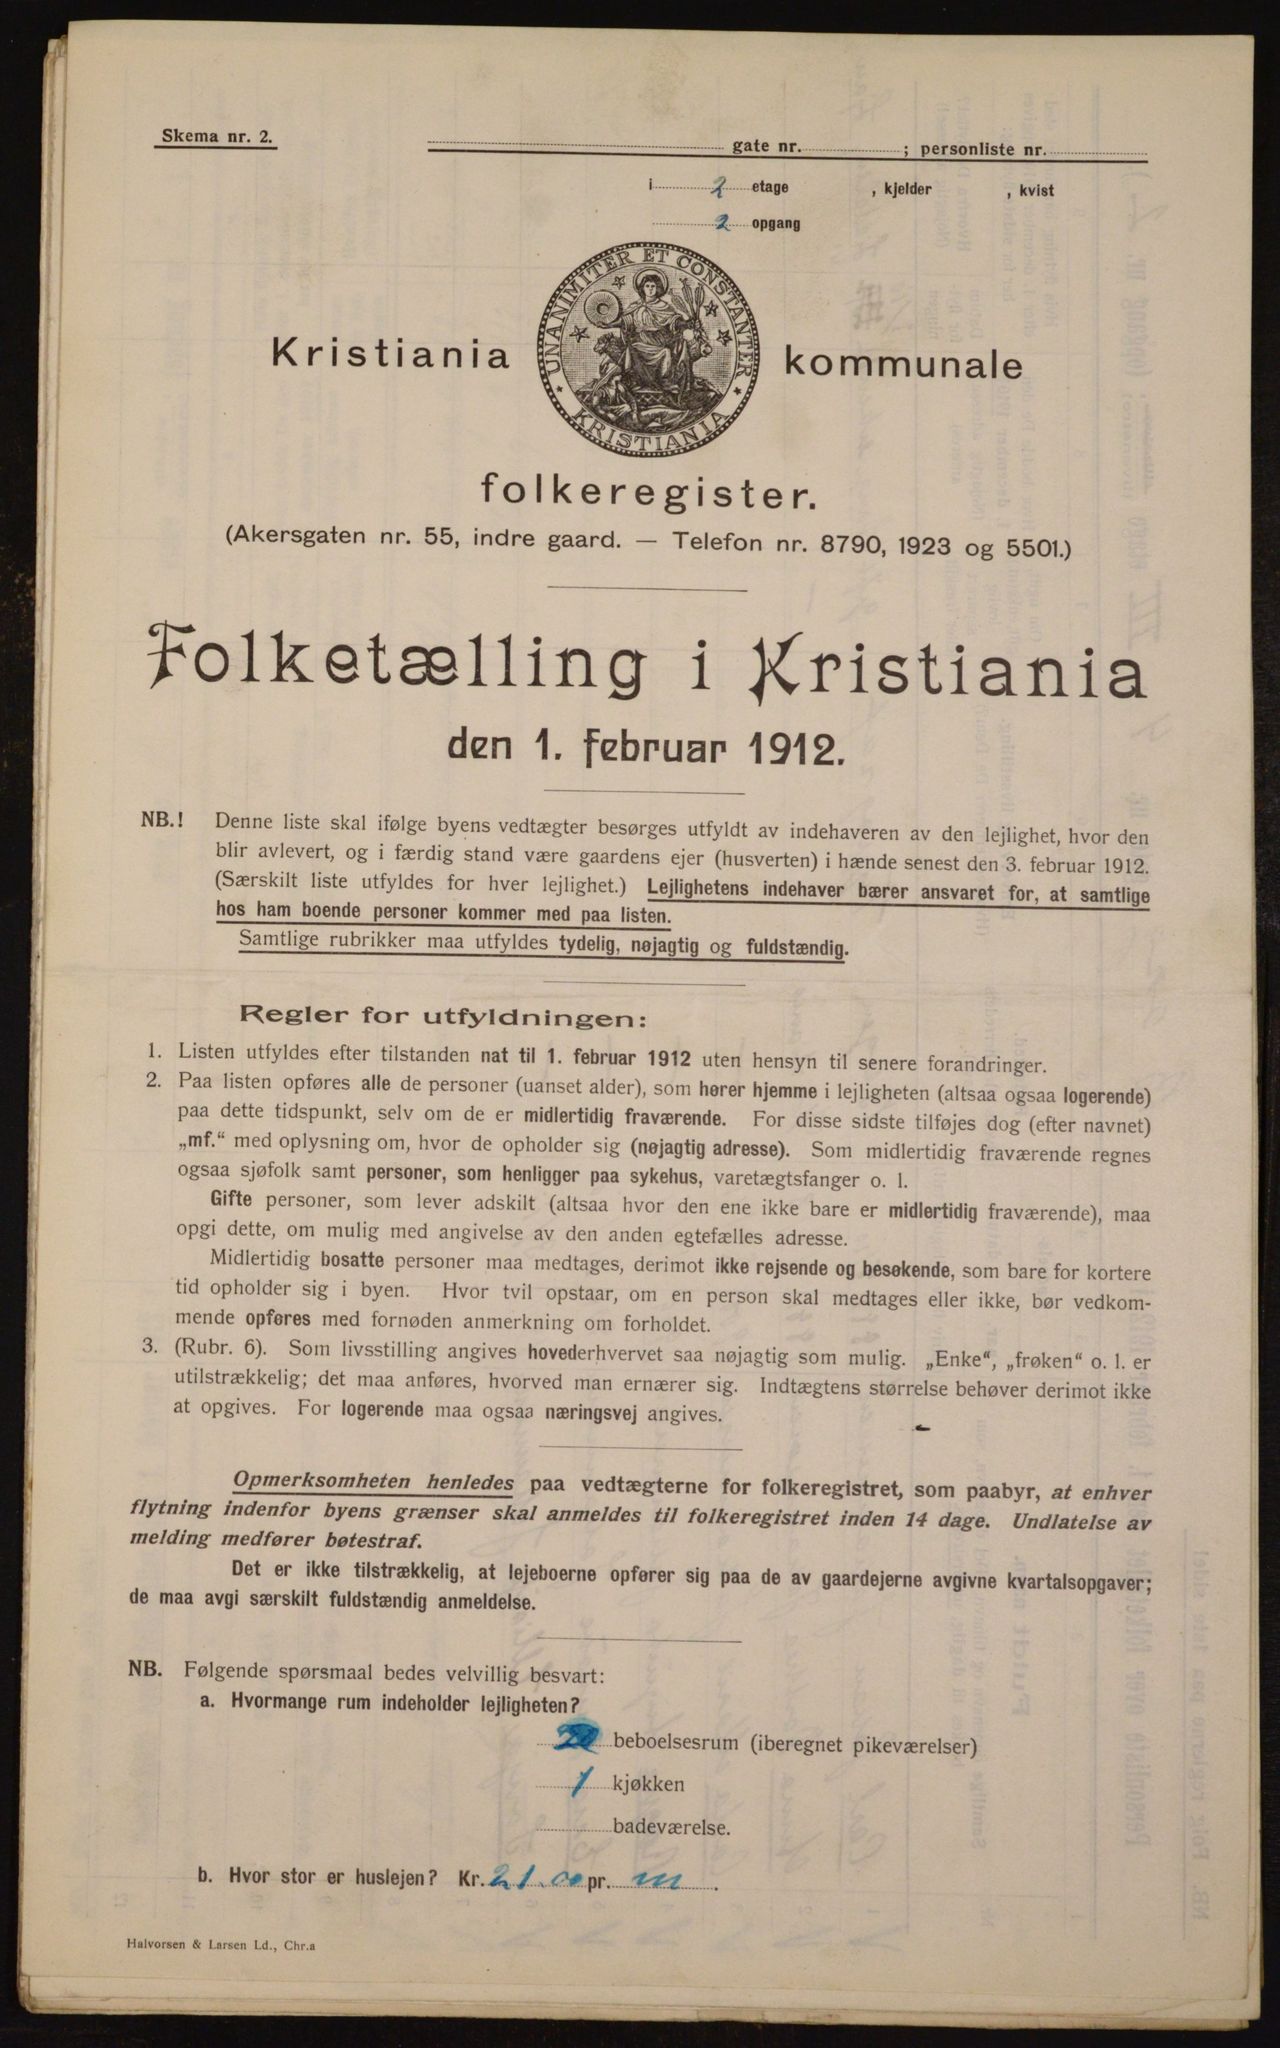 Skema nr. 2.
gate nr. ; personliste nr.
i 2 etage , kjelder , kvist
2 opgang
UNANIMITER ET CONSTANTER
KRISTIANIA
Kristiania kommunale
folkeregister.
(Akersgaten nr. 55, indre gaard. — Telefon nr. 8790, 1923 og 5501.)
Folketælling i Kristiania
den 1. februar 1912.
NB.! Denne liste skal ifølge byens vedtægter besørges utfyldt av indehaveren av den lejlighet, hvor den
blir avlevert, og i færdig stand være gaardens ejer (husverten) i hænde senest den 3. februar 1912.
(Særskilt liste utfyldes for hver lejlighet.) Lejlighetens indehaver bærer ansvaret for, at samtlige
hos ham boende personer kommer med paa listen.
Samtlige rubrikker maa utfyldes tydelig, nøjagtig og fuldstændig.
Regler for utfyldningen:
1. Listen utfyldes efter tilstanden nat til 1. februar 1912 uten hensyn til senere forandringer.
2. Paa listen opføres alle de personer (uanset alder), som hører hjemme i lejligheten (altsaa ogsaa logerende)
paa dette tidspunkt, selv om de er midlertidig fraværende. For disse sidste tilføjes dog (efter navnet)
„mf.“ med oplysning om, hvor de opholder sig (nøjagtig adresse). Som midlertidig fraværende regnes
ogsaa sjøfolk samt personer, som henligger paa sykehus, varetægtsfanger o. l.
Gifte personer, som lever adskilt (altsaa hvor den ene ikke bare er midlertidig fraværende), maa
opgi dette, om mulig med angivelse av den anden egtefælles adresse.
Midlertidig bosatte personer maa medtages, derimot ikke rejsende og besøkende, som bare for kortere
tid opholder sig i byen. Hvor tvil opstaar, om en person skal medtages eller ikke, bør vedkom-
mende opføres med fornøden anmerkning om forholdet.
3. (Rubr. 6). Som livsstilling angives hovederhvervet saa nøjagtig som mulig. „Enke“, „frøken“ o. l. er
utilstrækkelig; det maa anføres, hvorved man ernærer sig. Indtægtens størrelse behøver derimot ikke
at opgives. For logerende maa ogsaa næringsvej angives.
Opmerksomheten henledes paa vedtægterne for folkeregistret, som paabyr, at enhver
flytning indenfor byens grænser skal anmeldes til folkeregistret inden 14 dage. Undlatelse av
melding medfører bøtestraf.
Det er ikke tilstrækkelig, at lejeboerne opfører sig paa de av gaardejerne avgivne kvartalsopgaver;
de maa avgi særskilt fuldstændig anmeldelse.
NB. Følgende spørsmaal bedes velvillig besvart:
a. Hvormange rum indeholder lejligheten?
beboelsesrum (iberegnet pikeværelser)
1 kjøkken
badeværelse.
b. Hvor stor er huslejen? Kr. 21.00 pr. m.
Halvorsen & Larsen Ld., Chr.a